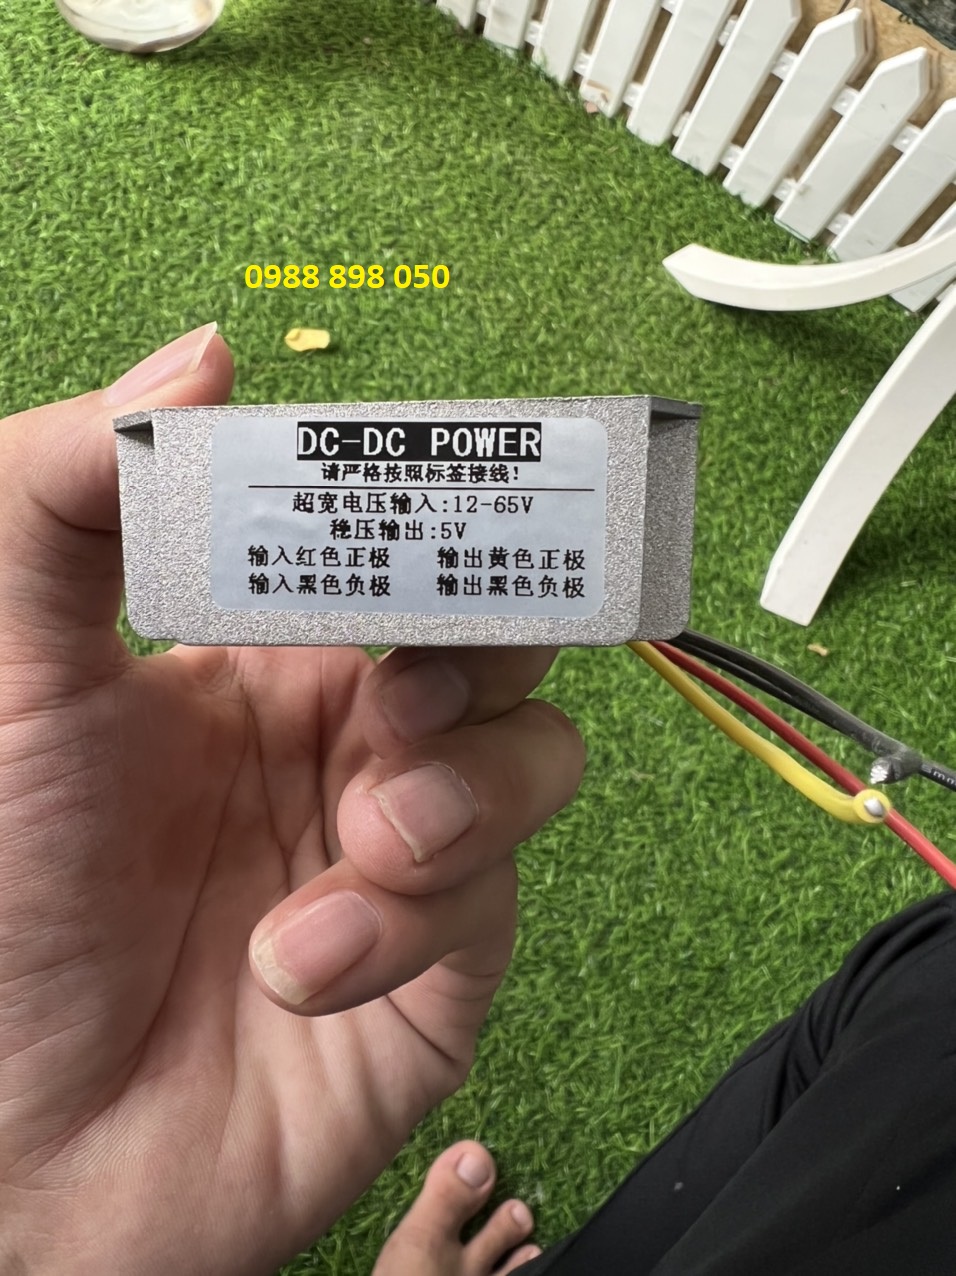 0988 898 050
DC-DC POWER
请严格按照标签接线!
超宽电压输入:12-65V
稳压输出:5V
输入红色正极 输出黄色正极
输入黑色负极 输出黑色负极